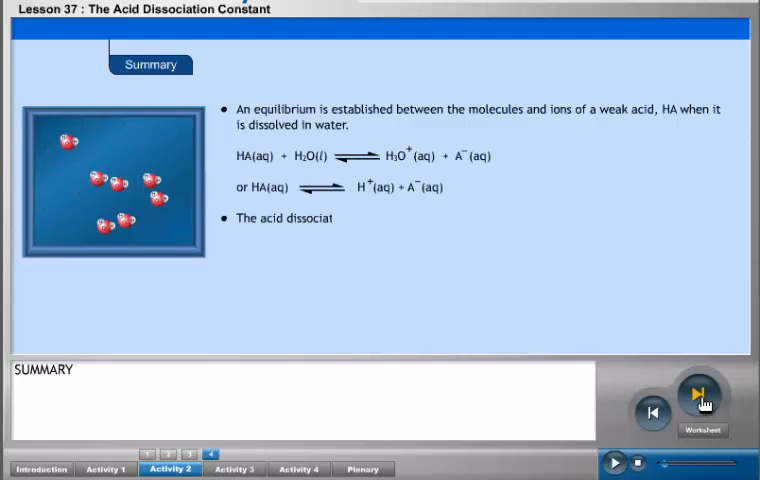 Lesson 37 : The Acid Dissociation Constant
Summary
• An equilibrium is established between the molecules and ions of a weak acid, HA when it
is dissolved in water.
HA(aq) + H₂O(l) ⇌ H₃O⁺(aq) + A⁻(aq)
or HA(aq) ⇌ H⁺(aq) + A⁻(aq)
• The acid dissociat
SUMMARY
Worksheet
1 2 3 4
Introduction Activity 1 Activity 2 Activity 3 Activity 4 Plenary